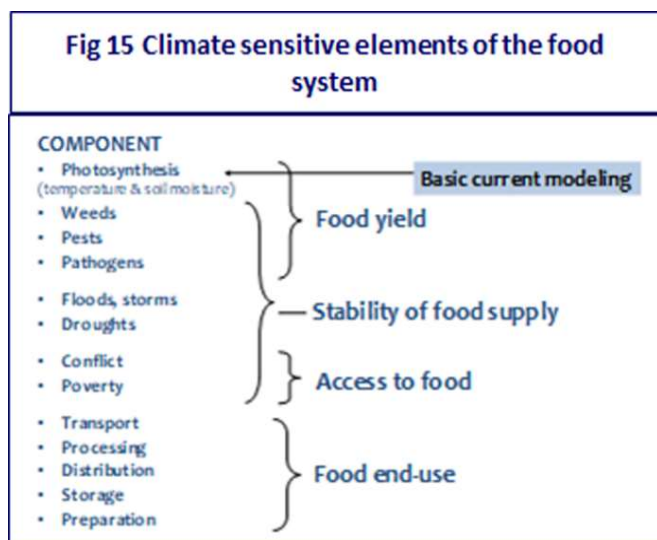 Fig 15 Climate sensitive elements of the food
system
COMPONENT
• Photosynthesis
(temperature & soil moisture)
Basic current modeling
• Weeds
• Pests
• Pathogens
Food yield
• Floods, storms
• Droughts
Stability of food supply
• Conflict
• Poverty
Access to food
• Transport
• Processing
• Distribution
• Storage
• Preparation
Food end-use